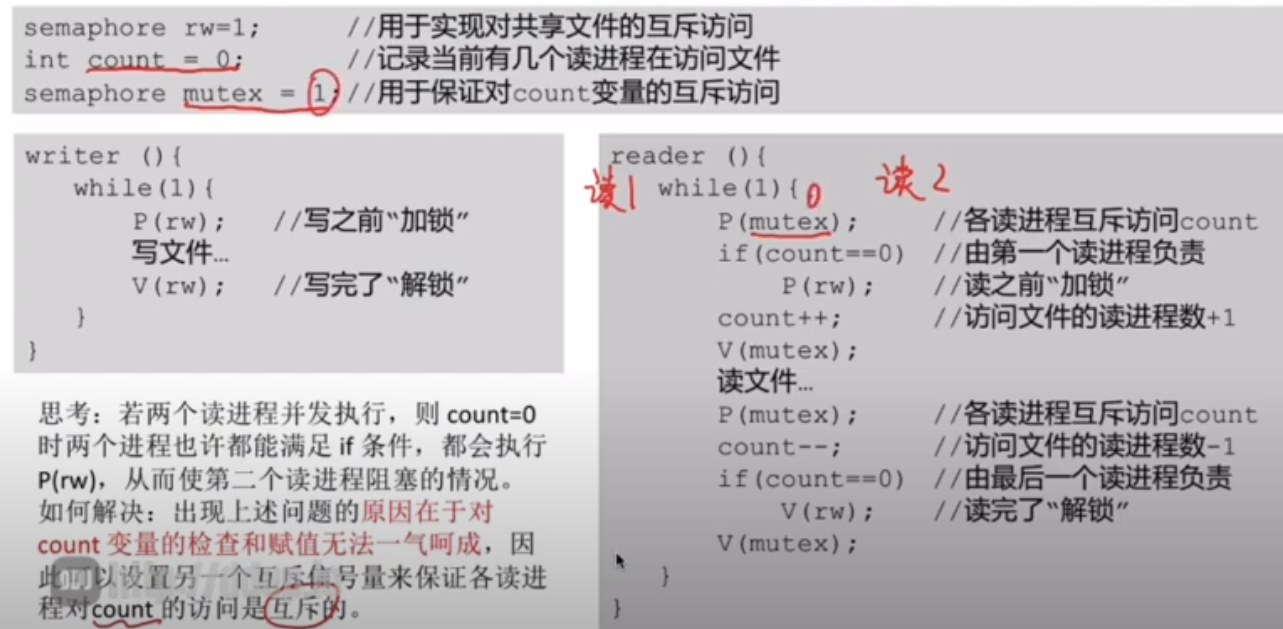 semaphore rw=1; //用于实现对共享文件的互斥访问
int count = 0; //记录当前有几个读进程在访问文件
semaphore mutex = 1; //用于保证对count变量的互斥访问
writer (){
while(1){
P(rw); //写之前“加锁”
写文件…
V(rw); //写完了“解锁”
}
}
思考：若两个读进程并发执行，则 count=0
时两个进程也许都能满足 if 条件，都会执行
P(rw)，从而使第二个读进程阻塞的情况。
如何解决：出现上述问题的原因在于对
count 变量的检查和赋值无法一气呵成，因
此 以设置另一个互斥信号量来保证各读进
程对count 的访问是互斥的。
reader (){
读1
while(1){
0
读2
P(mutex); //各读进程互斥访问count
if(count==0) //由第一个读进程负责
P(rw); //读之前“加锁”
count++; //访问文件的读进程数+1
V(mutex);
读文件…
P(mutex); //各读进程互斥访问count
count--; //访问文件的读进程数-1
if(count==0) //由最后一个读进程负责
V(rw); //读完了“解锁”
V(mutex);
}
}